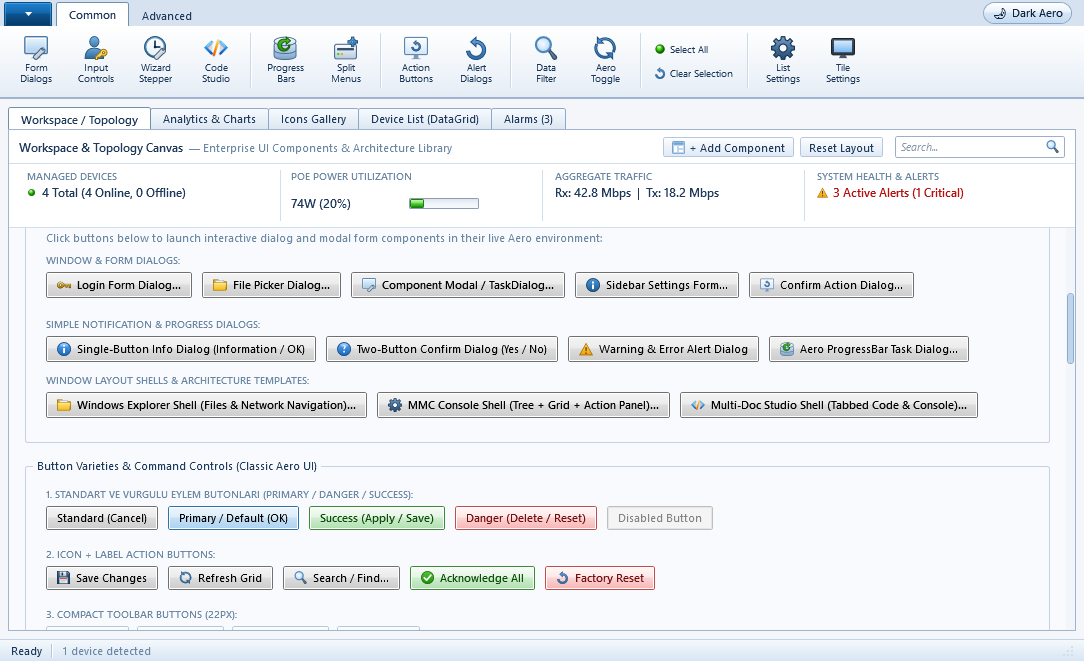 Common
Advanced
Dark Aero
Form
Dialogs
Input
Controls
Wizard
Stepper
Code
Studio
Progress
Bars
Split
Menus
Action
Buttons
Alert
Dialogs
Data
Filter
Aero
Toggle
Select All
Clear Selection
List
Settings
Tile
Settings
Workspace / Topology
Analytics & Charts
Icons Gallery
Device List (DataGrid)
Alarms (3)
Workspace & Topology Canvas — Enterprise UI Components & Architecture Library
+ Add Component
Reset Layout
Search...
MANAGED DEVICES
4 Total (4 Online, 0 Offline)
POE POWER UTILIZATION
74W (20%)
AGGREGATE TRAFFIC
Rx: 42.8 Mbps | Tx: 18.2 Mbps
SYSTEM HEALTH & ALERTS
3 Active Alerts (1 Critical)
Click buttons below to launch interactive dialog and modal form components in their live Aero environment:
WINDOW & FORM DIALOGS:
Login Form Dialog...
File Picker Dialog...
Component Modal / TaskDialog...
Sidebar Settings Form...
Confirm Action Dialog...
SIMPLE NOTIFICATION & PROGRESS DIALOGS:
Single-Button Info Dialog (Information / OK)
Two-Button Confirm Dialog (Yes / No)
Warning & Error Alert Dialog
Aero ProgressBar Task Dialog...
WINDOW LAYOUT SHELLS & ARCHITECTURE TEMPLATES:
Windows Explorer Shell (Files & Network Navigation)...
MMC Console Shell (Tree + Grid + Action Panel)...
Multi-Doc Studio Shell (Tabbed Code & Console)...
Button Varieties & Command Controls (Classic Aero UI)
1. STANDART VE VURGULU EYLEM BUTONLARI (PRIMARY / DANGER / SUCCESS):
Standard (Cancel)
Primary / Default (OK)
Success (Apply / Save)
Danger (Delete / Reset)
Disabled Button
2. ICON + LABEL ACTION BUTTONS:
Save Changes
Refresh Grid
Search / Find...
Acknowledge All
Factory Reset
3. COMPACT TOOLBAR BUTTONS (22PX):
Ready
1 device detected